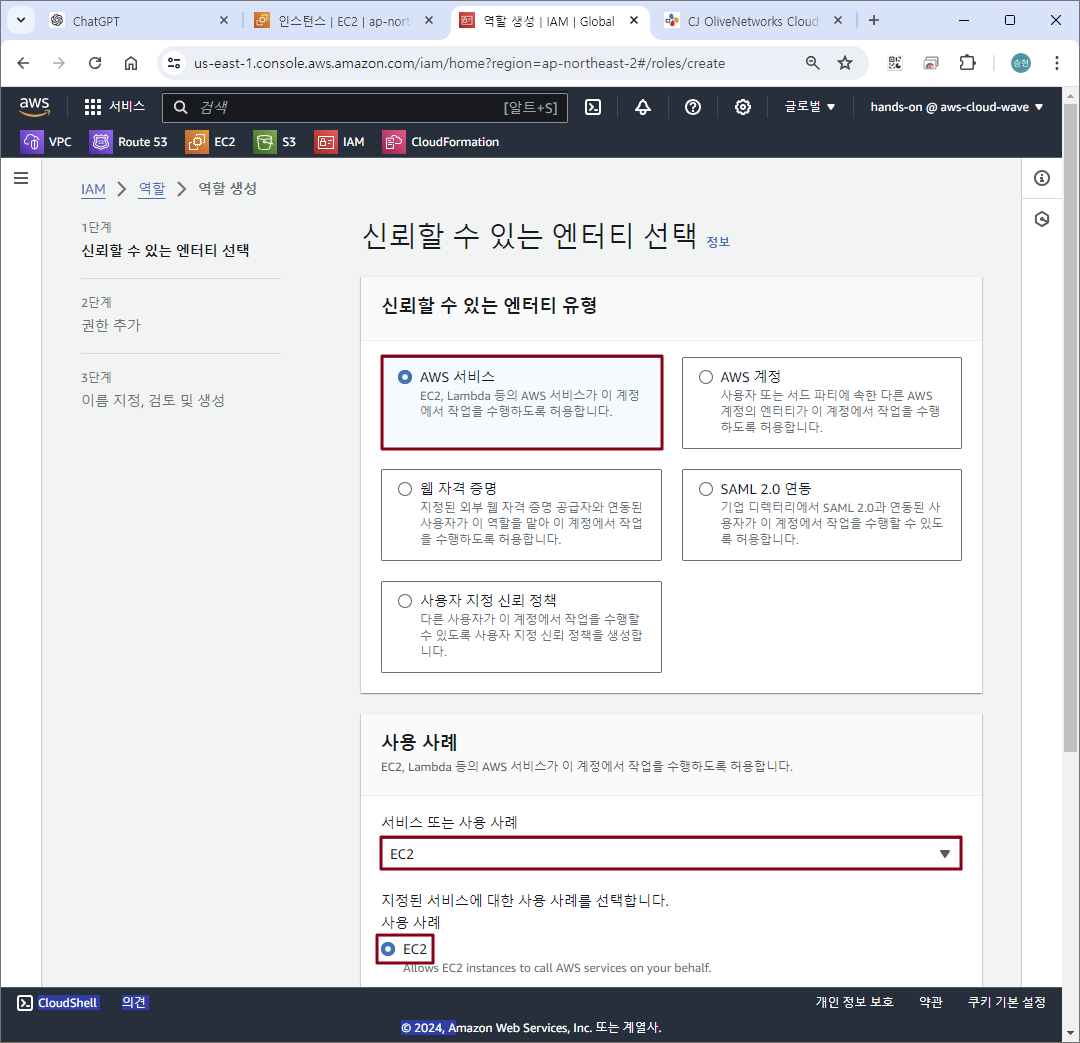 ChatGPT
인스턴스 | EC2 | ap-nort
역할 생성 | IAM | Global
CJ OliveNetworks Cloud
us-east-1.console.aws.amazon.com/iam/home?region=ap-northeast-2#/roles/create
승현
aws
서비스
검색
[알트+S]
글로벌
hands-on @ aws-cloud-wave
VPC
Route 53
EC2
S3
IAM
CloudFormation
IAM
역할
역할 생성
1단계
신뢰할 수 있는 엔터티 선택
2단계
권한 추가
3단계
이름 지정, 검토 및 생성
신뢰할 수 있는 엔터티 선택 정보
신뢰할 수 있는 엔터티 유형
AWS 서비스
EC2, Lambda 등의 AWS 서비스가 이 계정
에서 작업을 수행하도록 허용합니다.
AWS 계정
사용자 또는 서드 파티에 속한 다른 AWS
계정의 엔터티가 이 계정에서 작업을 수행
하도록 허용합니다.
웹 자격 증명
지정된 외부 웹 자격 증명 공급자와 연동된
사용자가 이 역할을 맡아 이 계정에서 작업
을 수행하도록 허용합니다.
SAML 2.0 연동
기업 디렉터리에서 SAML 2.0과 연동된 사
용자가 이 계정에서 작업을 수행할 수 있도
록 허용합니다.
사용자 지정 신뢰 정책
다른 사용자가 이 계정에서 작업을 수행할
수 있도록 사용자 지정 신뢰 정책을 생성합
니다.
사용 사례
EC2, Lambda 등의 AWS 서비스가 이 계정에서 작업을 수행하도록 허용합니다.
서비스 또는 사용 사례
EC2
지정된 서비스에 대한 사용 사례를 선택합니다.
사용 사례
EC2
Allows EC2 instances to call AWS services on your behalf.
CloudShell
의견
개인 정보 보호
약관
쿠키 기본 설정
© 2024, Amazon Web Services, Inc. 또는 계열사.